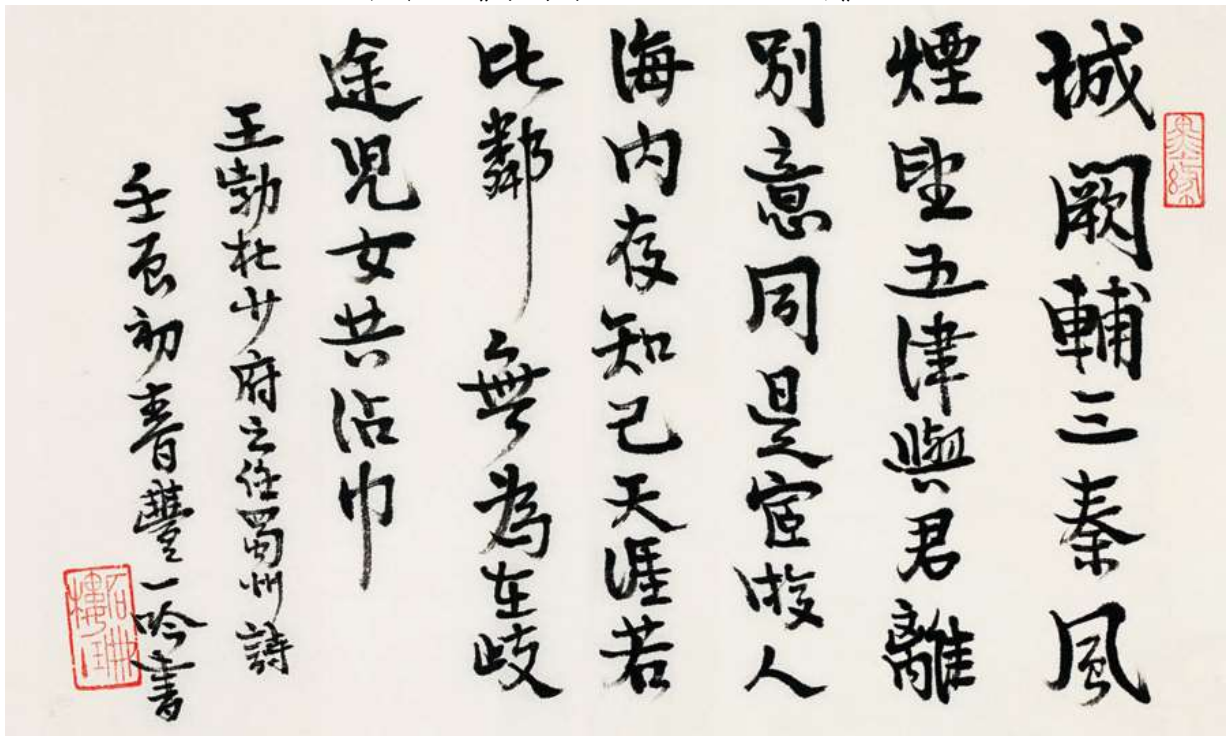 城闕輔三秦風
煙望五津與君離
別意同是宦遊人
海内存知己天涯若
比鄰無為在歧
途児女共沾巾
王勃杜少府之任蜀州詩
壬辰初春豐一吟書